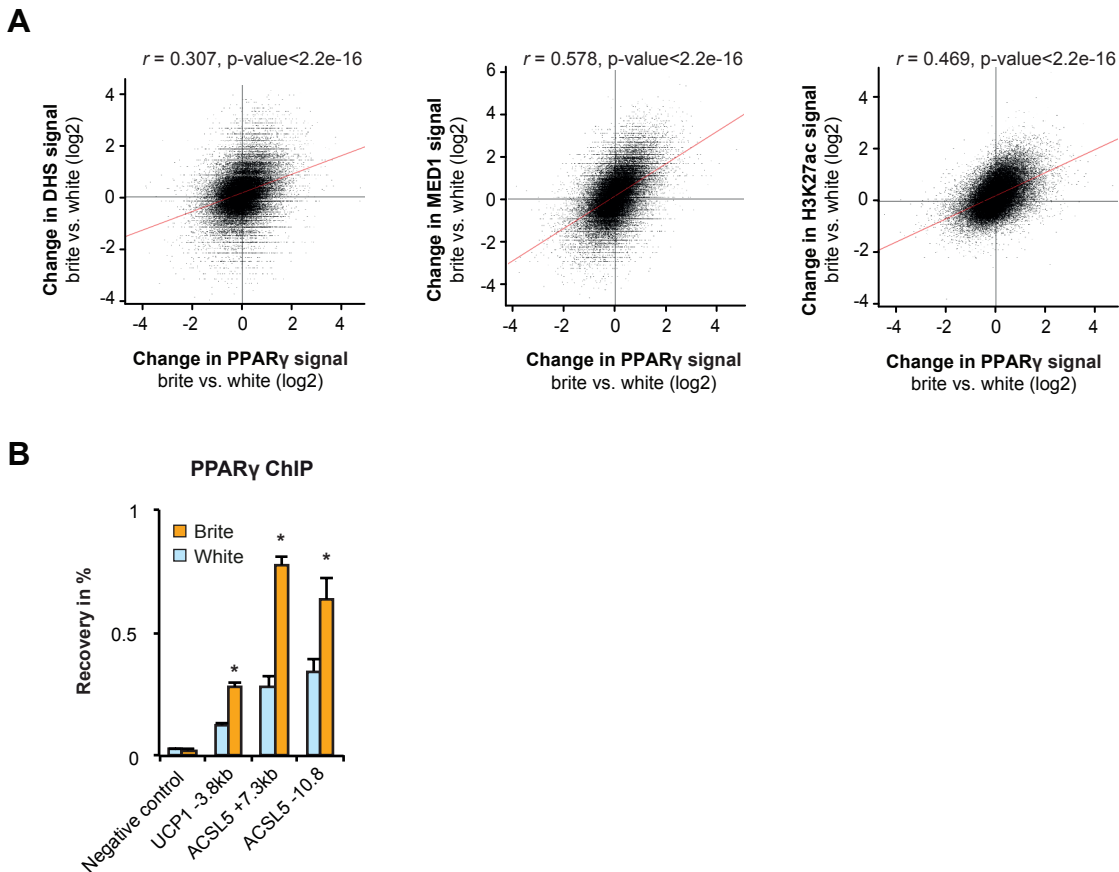 A
r = 0.307, p-value<2.2e-16
Change in DHS signal
brite vs. white (log2)
4
2
0
-2
-4
-4
-2
0
2
4
Change in PPARγ signal
brite vs. white (log2)
r = 0.578, p-value<2.2e-16
Change in MED1 signal
brite vs. white (log2)
6
4
2
0
-2
-4
-4
-2
0
2
4
Change in PPARγ signal
brite vs. white (log2)
r = 0.469, p-value<2.2e-16
Change in H3K27ac signal
brite vs. white (log2)
4
2
0
-2
-4
-4
-2
0
2
4
Change in PPARγ signal
brite vs. white (log2)
B
PPARγ ChIP
Recovery in %
1
0.5
0
Brite
White
*
*
*
Negative control
UCP1 -3.8kb
ACSL5 +7.3kb
ACSL5 -10.8